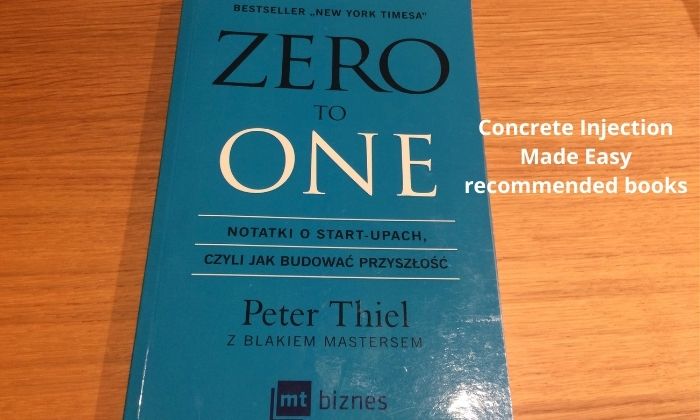 BESTSELLER „NEW YORK TIMESA"
ZERO
TO
ONE
NOTATKI O START-UPACH,
CZYLI JAK BUDOWAĆ PRZYSZŁOŚĆ
Peter Thiel
Z BLAKIEM MASTERSEM
mt biznes
Concrete Injection
Made Easy
recommended books